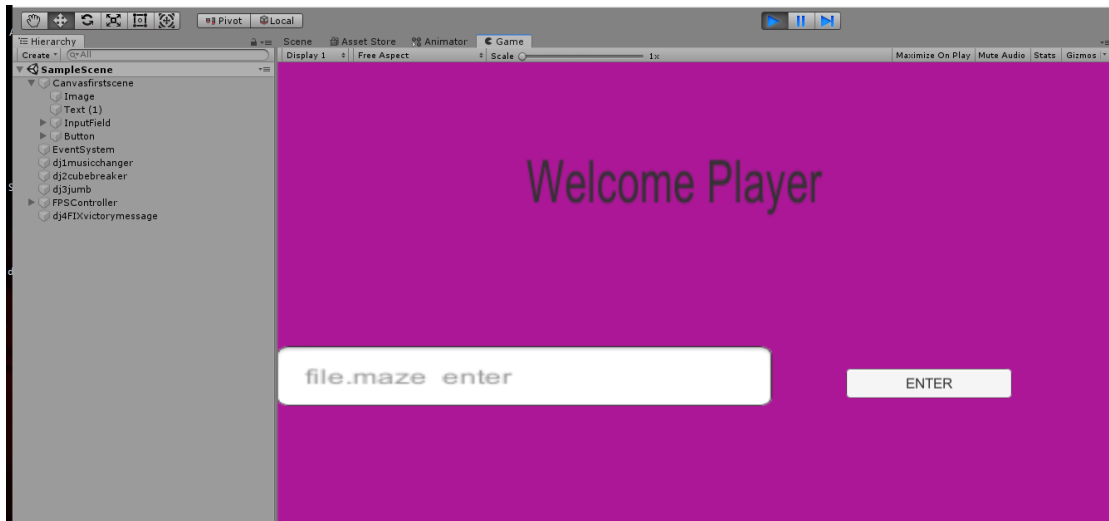 Pivot Local
Hierarchy
Scene Asset Store Animator Game
Create All
Display 1 Free Aspect Scale 1x Maximize On Play Mute Audio Stats Gizmos
SampleScene
Canvasfirstscene
Image
Text (1)
InputField
Button
EventSystem
dj1musicchanger
dj2cubebreaker
dj3jumb
FPSController
dj4FIXvictorymessage
Welcome Player
file.maze enter
ENTER